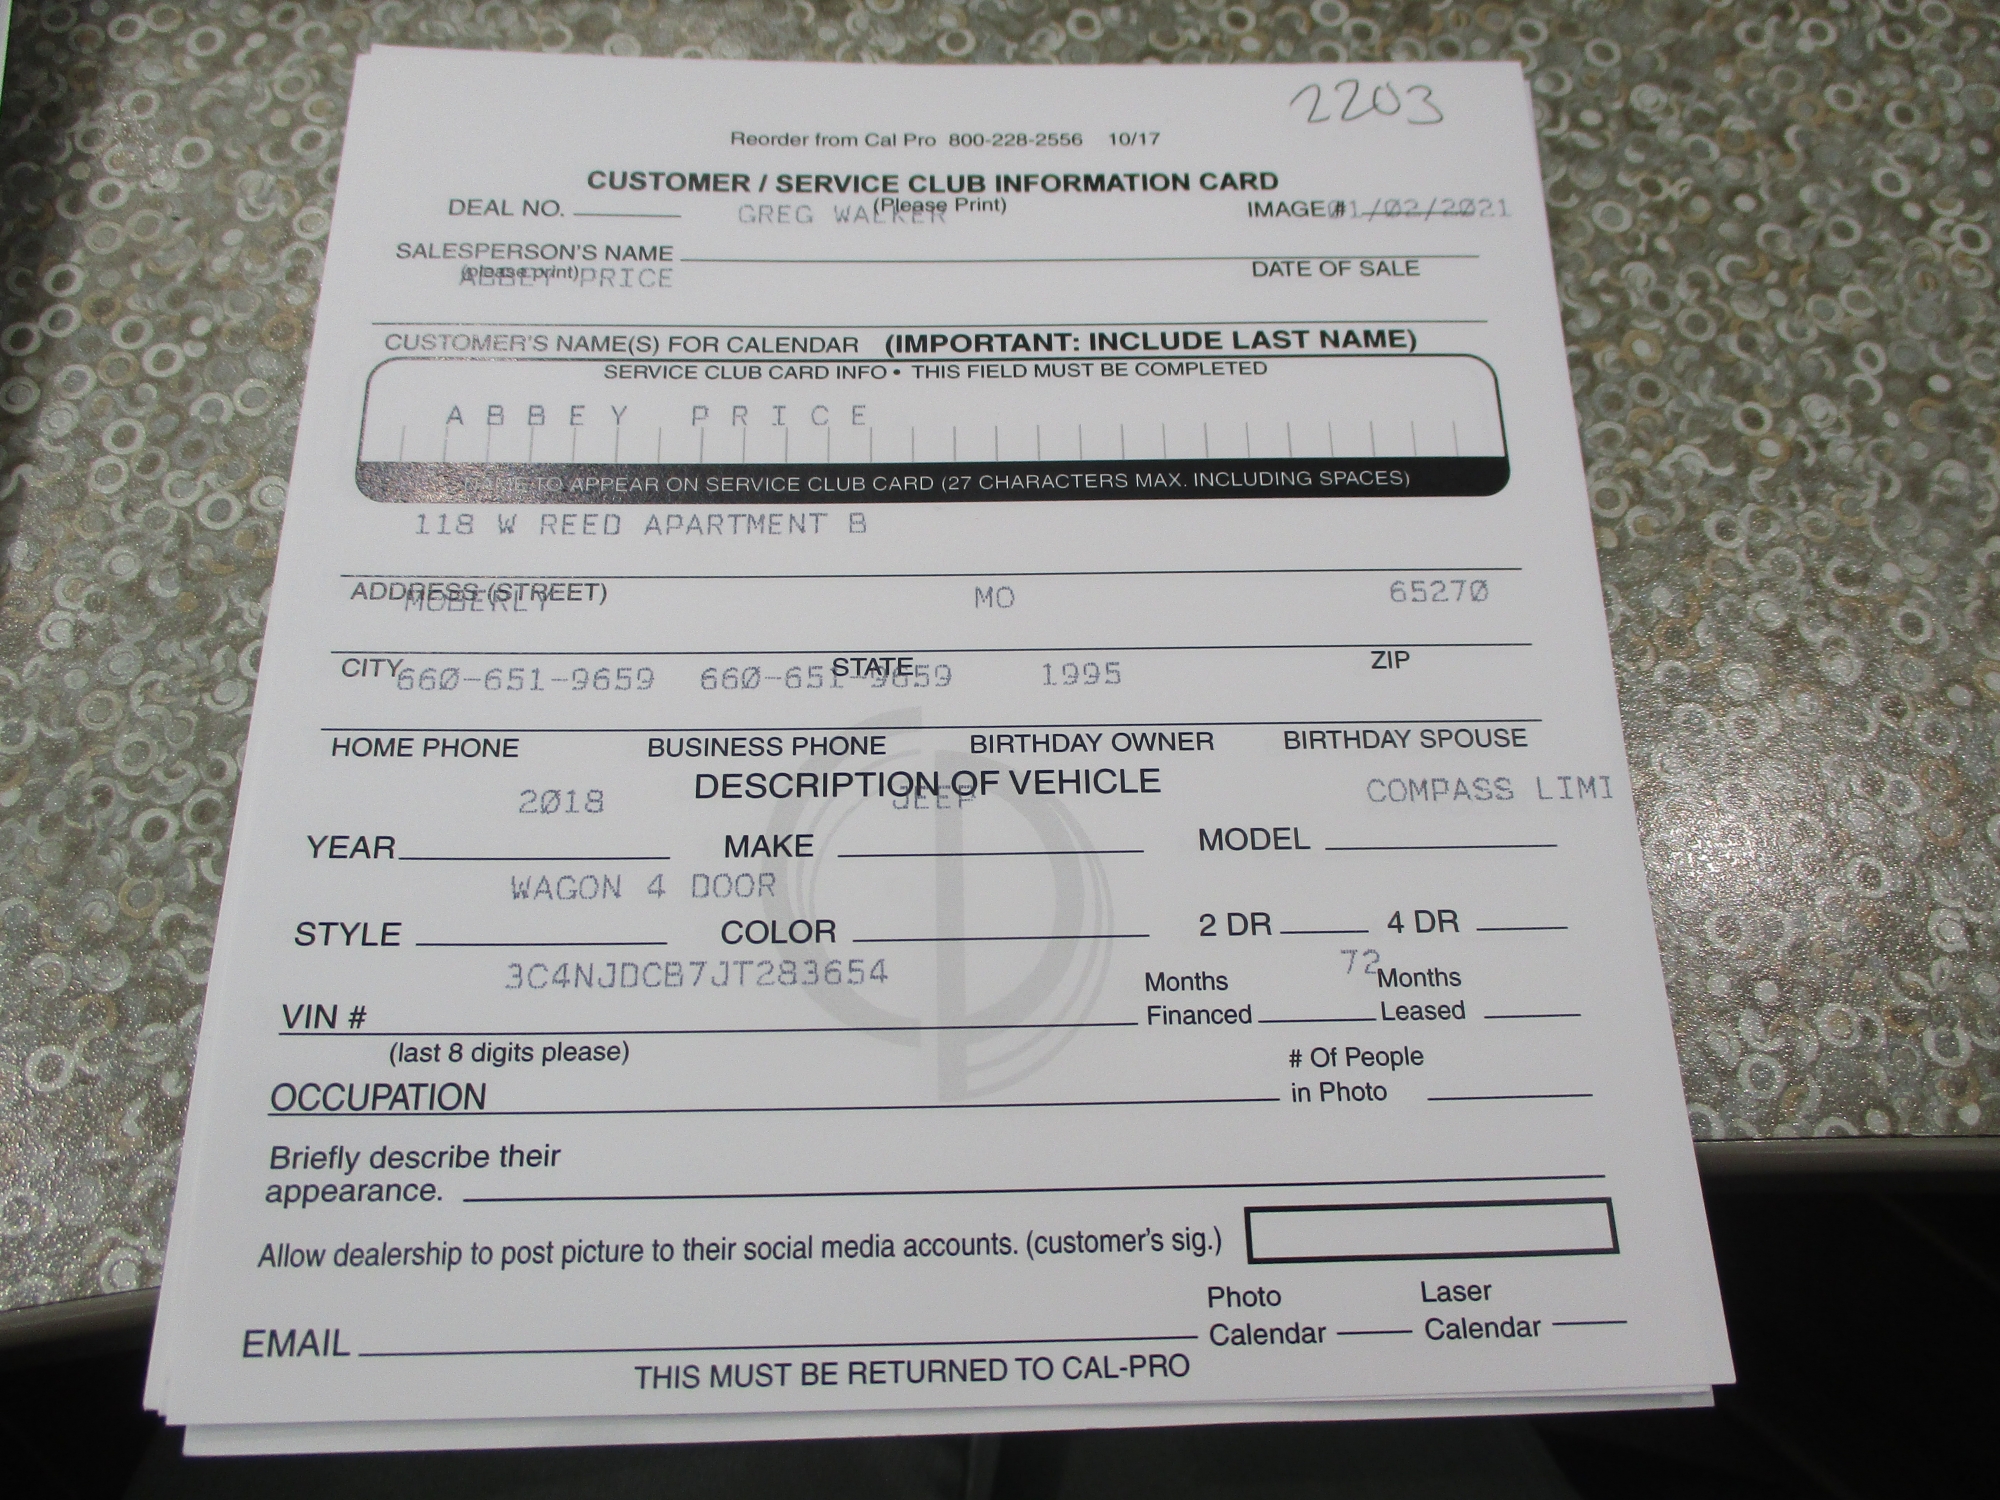 2203
Reorder from Cal Pro 800-228-2556 10/17
CUSTOMER / SERVICE CLUB INFORMATION CARD
(Please Print)
DEAL NO. GREG WALKER IMAGE# 01/02/2021
SALESPERSON'S NAME
(please print) DATE OF SALE
ABBEY PRICE
CUSTOMER'S NAME(S) FOR CALENDAR (IMPORTANT: INCLUDE LAST NAME)
SERVICE CLUB CARD INFO • THIS FIELD MUST BE COMPLETED
ABBEY PRICE
NAME TO APPEAR ON SERVICE CLUB CARD (27 CHARACTERS MAX. INCLUDING SPACES)
118 W REED APARTMENT B
ADDRESS (STREET)
MOBERLY MO 65270
CITY STATE ZIP
660-651-9659 660-651-9659 1995
HOME PHONE BUSINESS PHONE BIRTHDAY OWNER BIRTHDAY SPOUSE
DESCRIPTION OF VEHICLE
2018 JEEP COMPASS LIMI
YEAR MAKE MODEL
WAGON 4 DOOR
STYLE COLOR 2 DR 4 DR
3C4NJDCB7JT283654 72
VIN # Months Financed Months Leased
(last 8 digits please)
OCCUPATION # Of People in Photo
Briefly describe their
appearance.
Allow dealership to post picture to their social media accounts. (customer's sig.)
EMAIL Photo Calendar Laser Calendar
THIS MUST BE RETURNED TO CAL-PRO